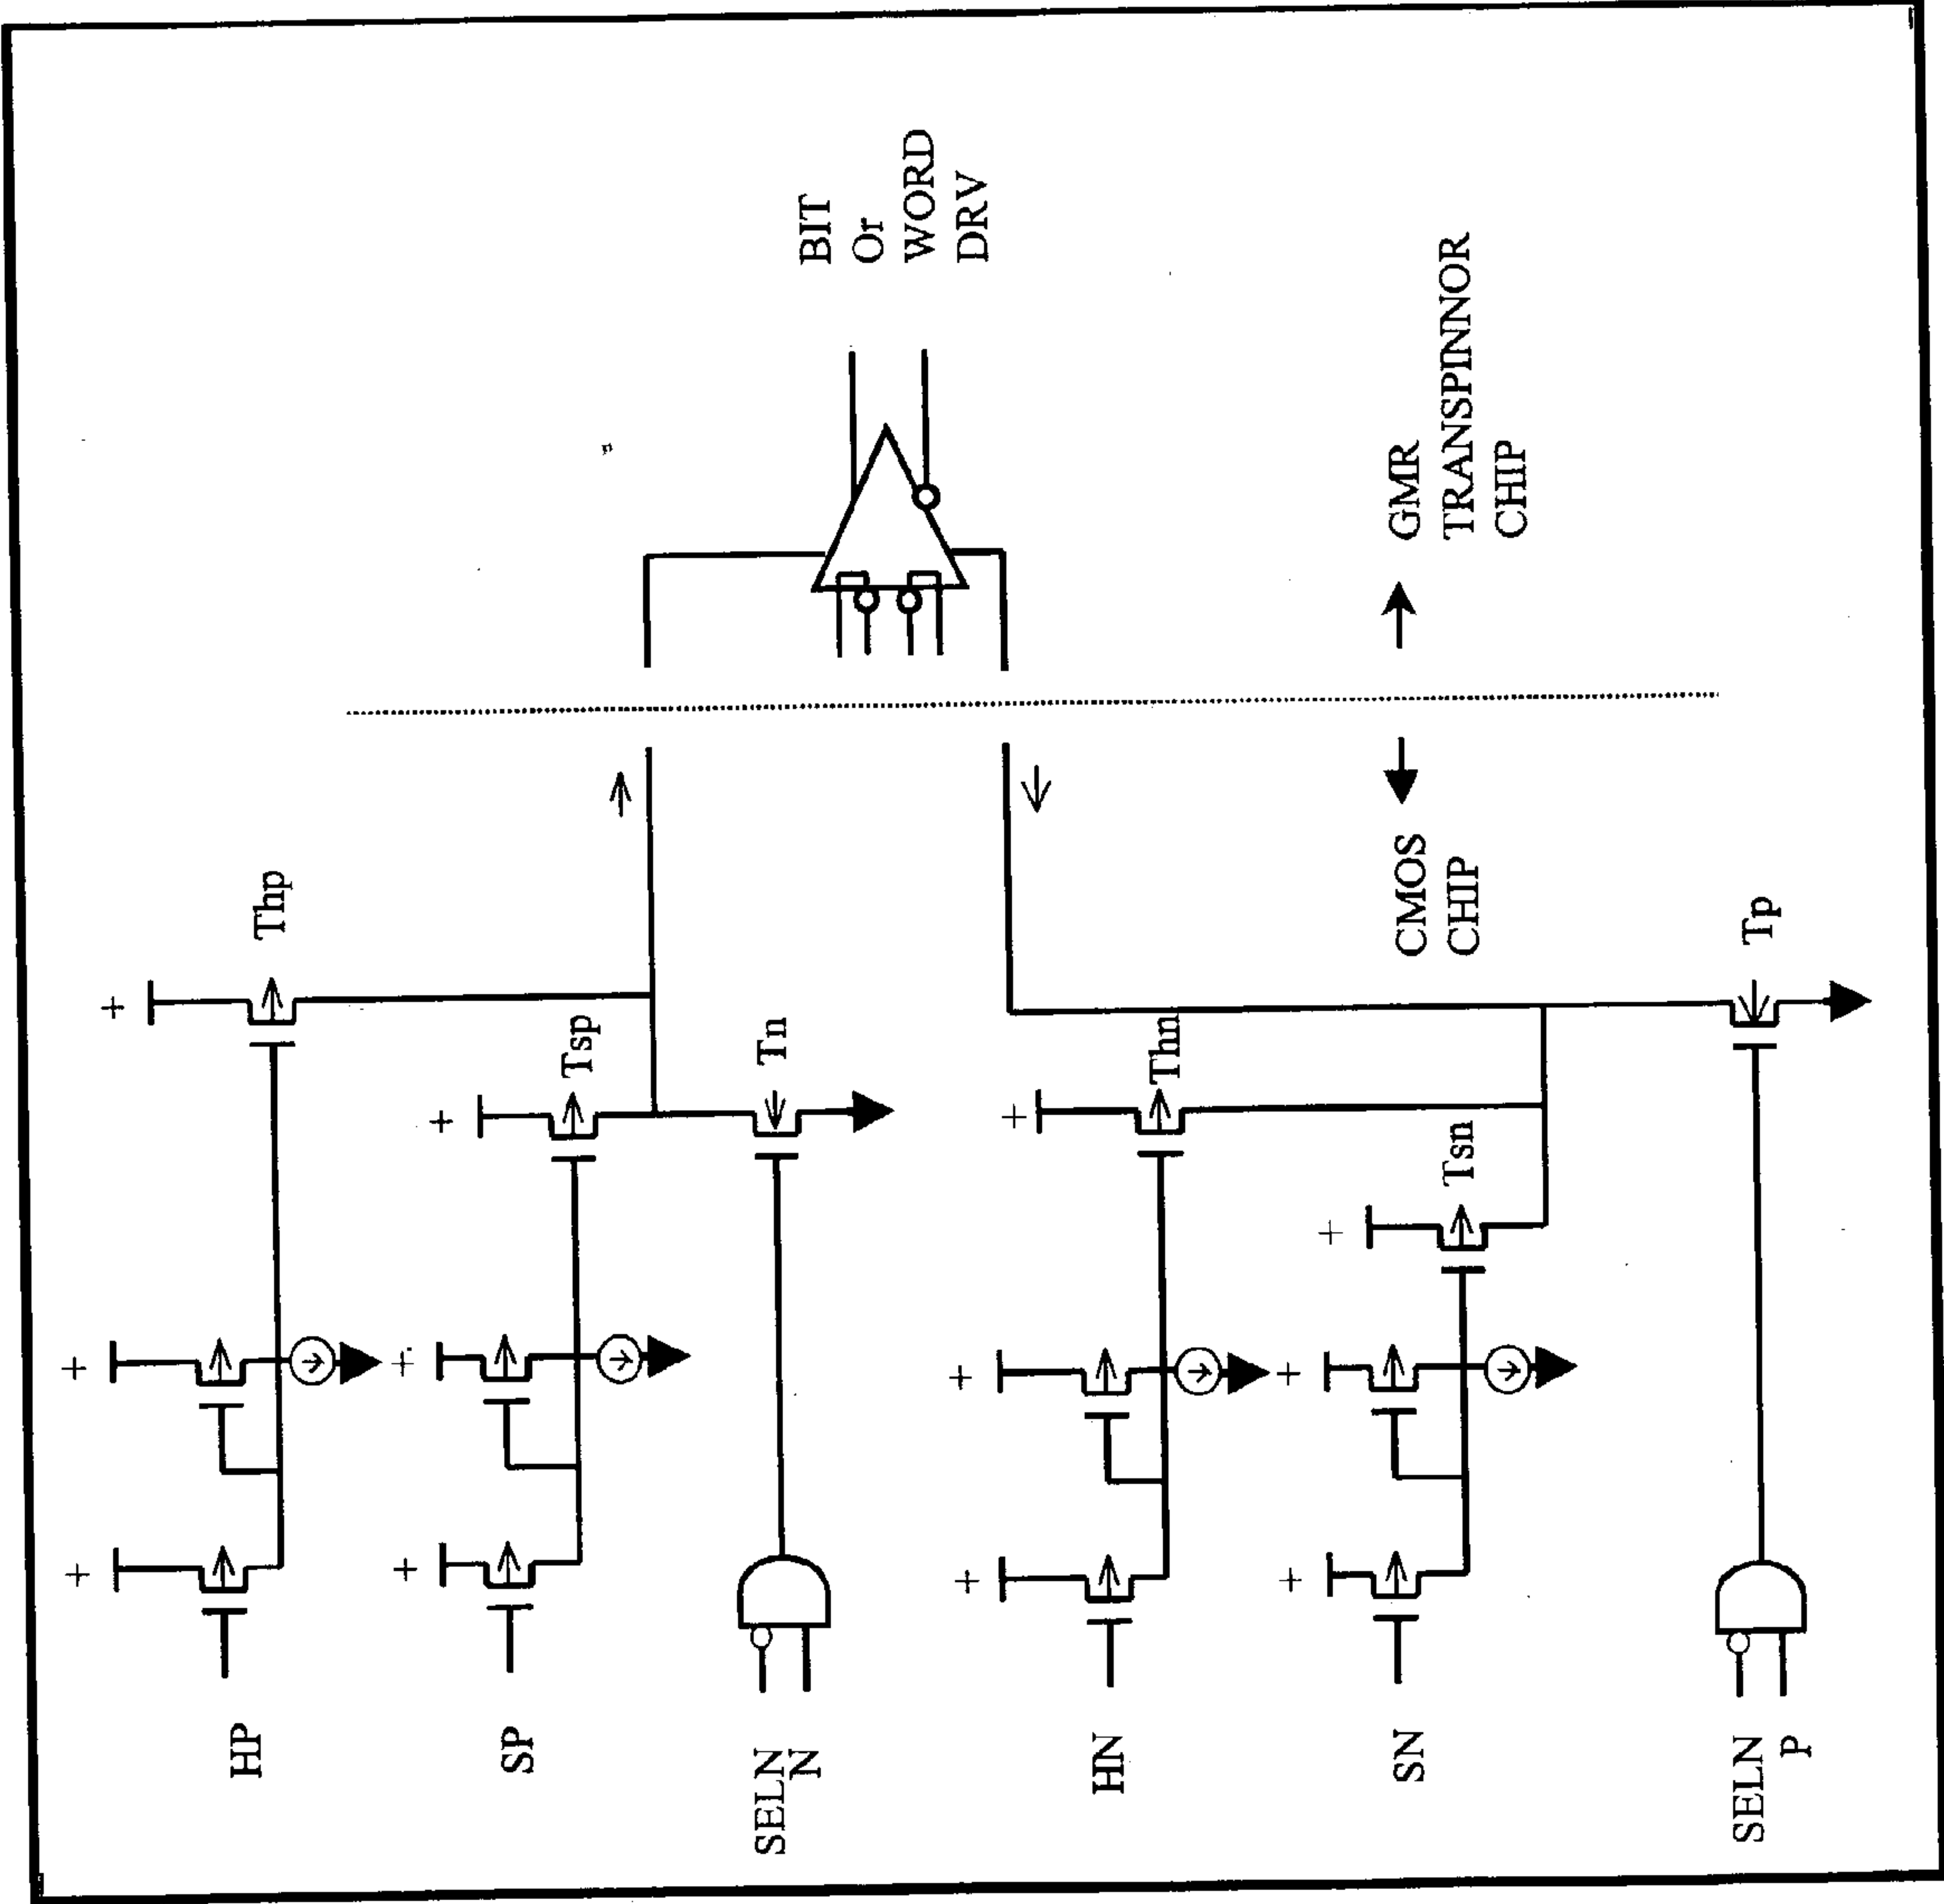 HP
SP
SELN
N
HN
SN
SELN
P
+
+
+
+
+
+
+
+
+
+
+
+
Thp
Tsp
Tn
Thn
Tsn
Tp
CMOS
CHIP
GMR
TRANSPINNOR
CHIP
BIT
Or
WORD
DRV